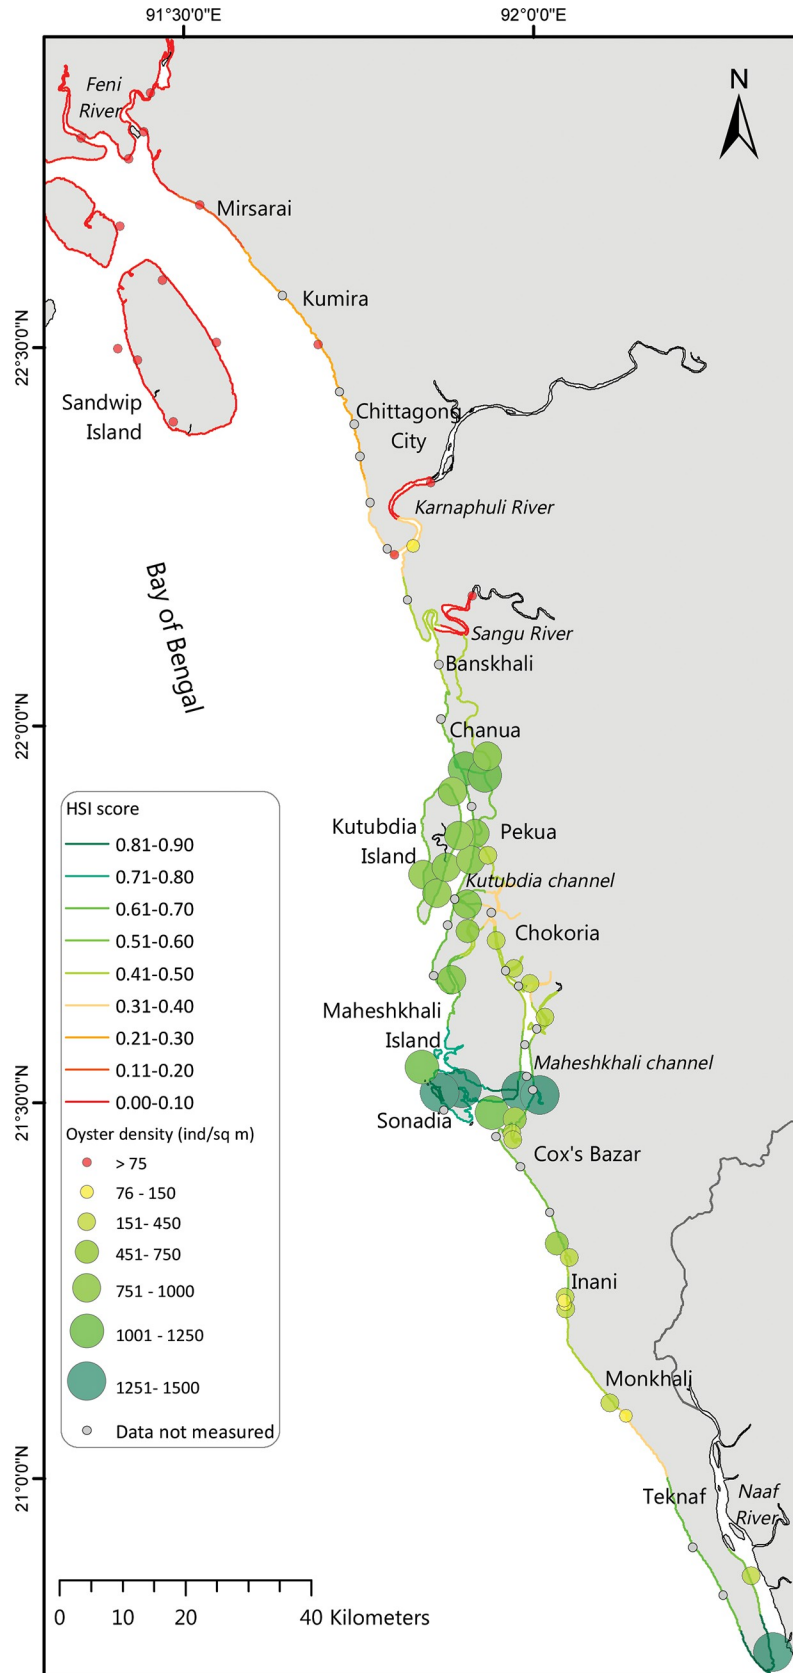 91°30'0"E
92°0'0"E
Feni
River
N
Mirsarai
Kumira
22°30'0"N
Sandwip
Island
Chittagong
City
Karnaphuli River
Bay of Bengal
Sangu River
Banskhali
22°0'0"N
Chanua
Kutubdia
Island
Pekua
Kutubdia channel
Chokoria
Maheshkhali
Island
Maheshkhali channel
21°30'0"N
Sonadia
Cox's Bazar
Inani
Monkhali
21°0'0"N
Teknaf
Naaf
River
HSI score
0.81-0.90
0.71-0.80
0.61-0.70
0.51-0.60
0.41-0.50
0.31-0.40
0.21-0.30
0.11-0.20
0.00-0.10
Oyster density (ind/sq m)
> 75
76 - 150
151- 450
451- 750
751 - 1000
1001 - 1250
1251- 1500
Data not measured
0 10 20 40 Kilometers